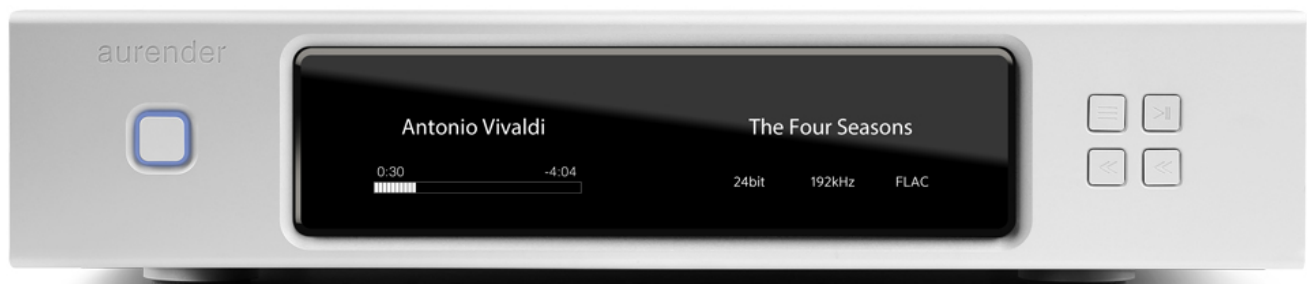 aurender
Antonio Vivaldi
The Four Seasons
0:30
-4:04
24bit 192kHz FLAC